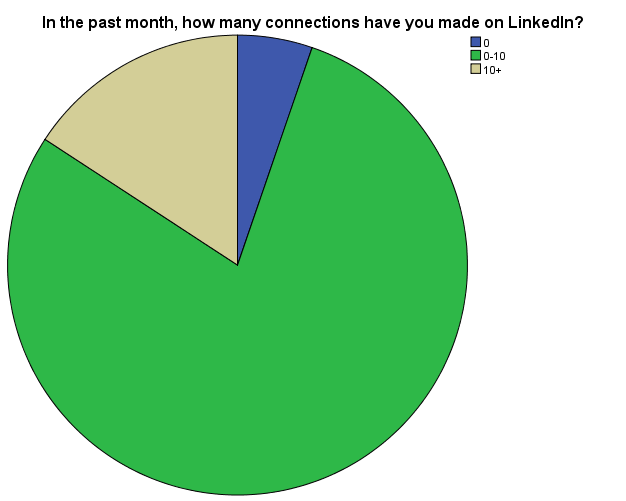 In the past month, how many connections have you made on LinkedIn?
0
0-10
10+